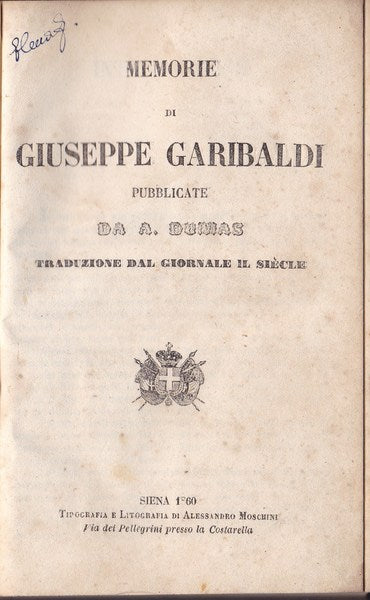 MEMORIE
DI
GIUSEPPE GARIBALDI
PUBBLICATE
DA A. DUMAS
TRADUZIONE DAL GIORNALE IL SIÈCLE
SIENA 1860
TIPOGRAFIA E LITOGRAFIA DI ALESSANDRO MOSCHINI
Via dei Pellegrini presso la Costarella